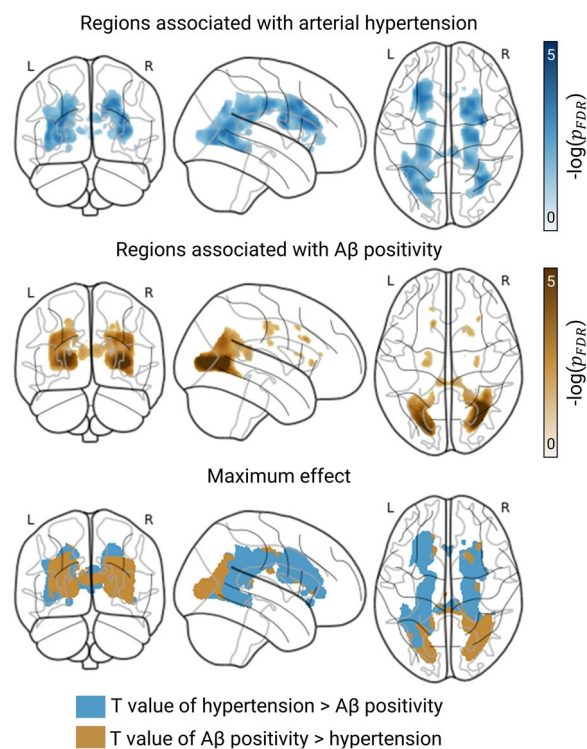 Regions associated with arterial hypertension
L R L R
5
0
-log(p_FDR)
Regions associated with Aβ positivity
L R L R
5
0
-log(p_FDR)
Maximum effect
L R L R
T value of hypertension > Aβ positivity
T value of Aβ positivity > hypertension